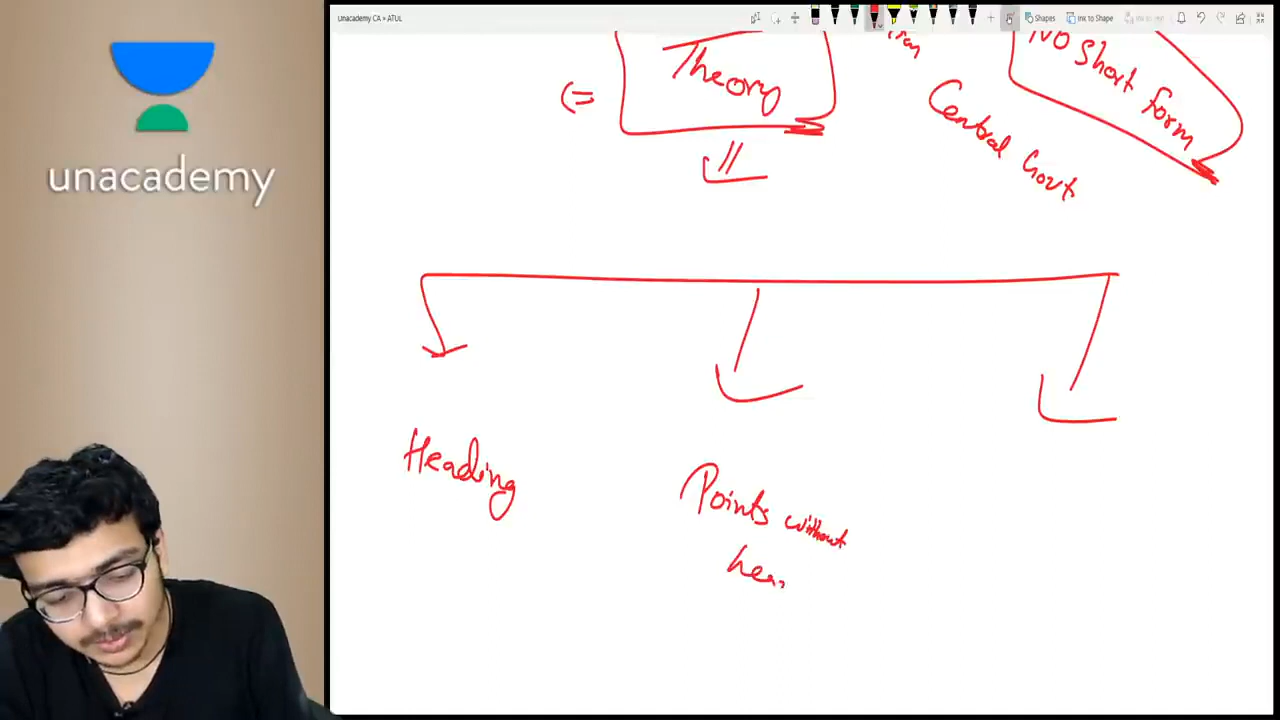 unacademy CA > ATUL
Shapes
Ink to Shape
Theory
No Short Form
Central Govt
unacademy
Heading
Points without
hea